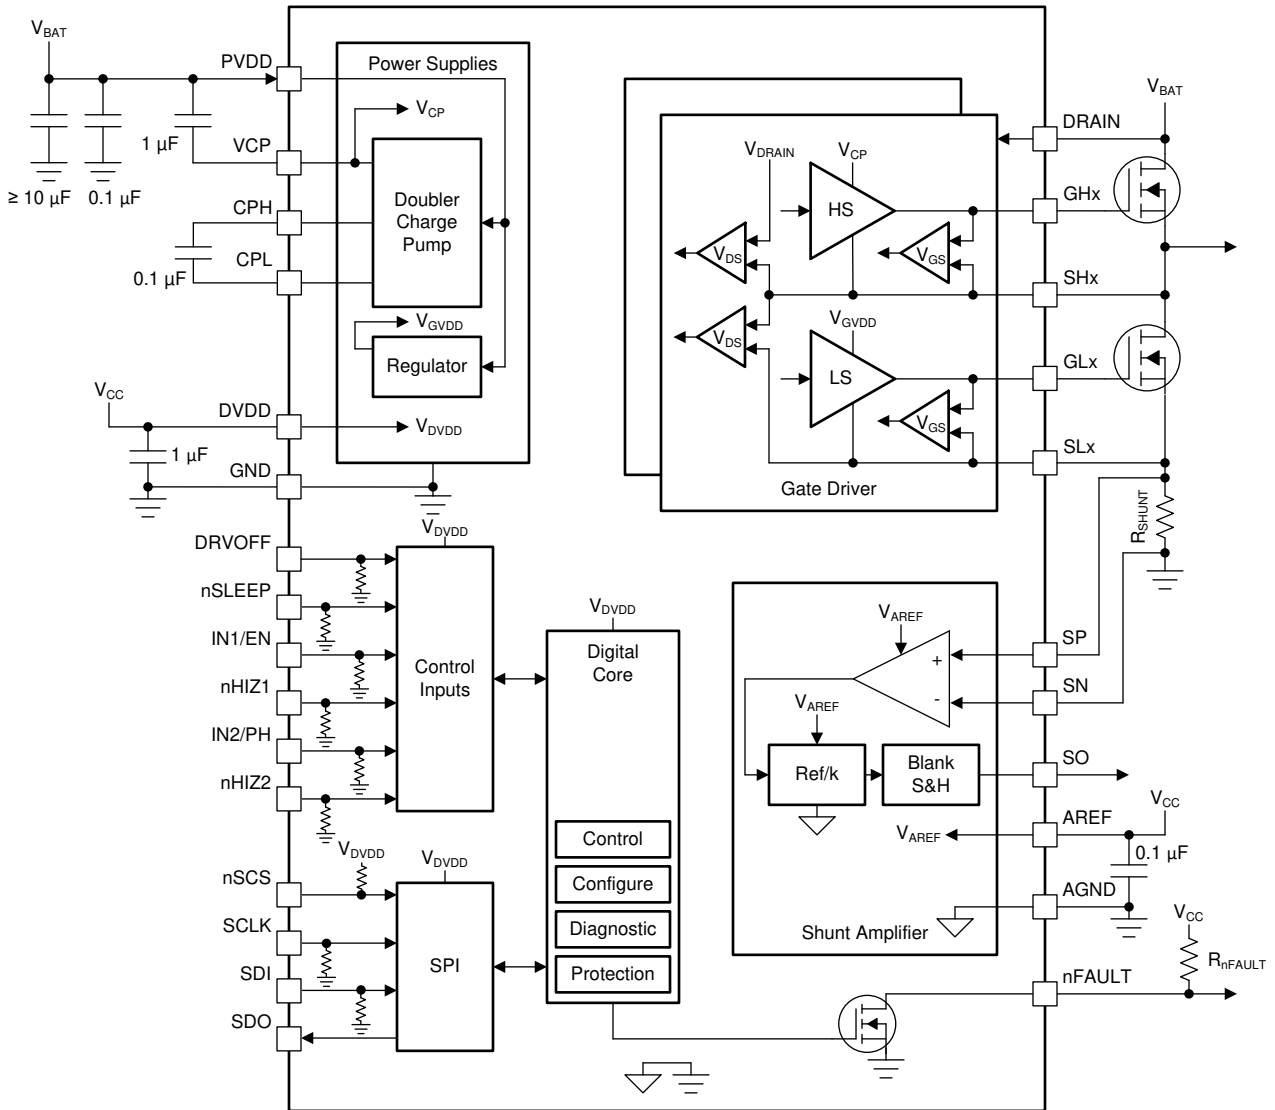 VBAT
PVDD
Power Supplies
VCP
1 µF
VCP
≥ 10 µF
0.1 µF
Doubler
Charge
Pump
CPH
CPL
0.1 µF
VGVDD
Regulator
VCC
DVDD
VDVDD
1 µF
GND
VBAT
DRAIN
VDRAIN
VCP
HS
GHx
VDS
VGS
SHx
VDS
VGVDD
LS
GLx
VGS
SLx
Gate Driver
RSHUNT
DRVOFF
nSLEEP
IN1/EN
nHIZ1
IN2/PH
nHIZ2
VDVDD
Control
Inputs
VDVDD
Digital
Core
Control
Configure
Diagnostic
Protection
nSCS
SCLK
SDI
SDO
VDVDD
VDVDD
SPI
VAREF
+
-
SP
SN
VAREF
Ref/k
Blank
S&H
SO
VAREF
AREF
VCC
0.1 µF
AGND
Shunt Amplifier
VCC
RnFAULT
nFAULT